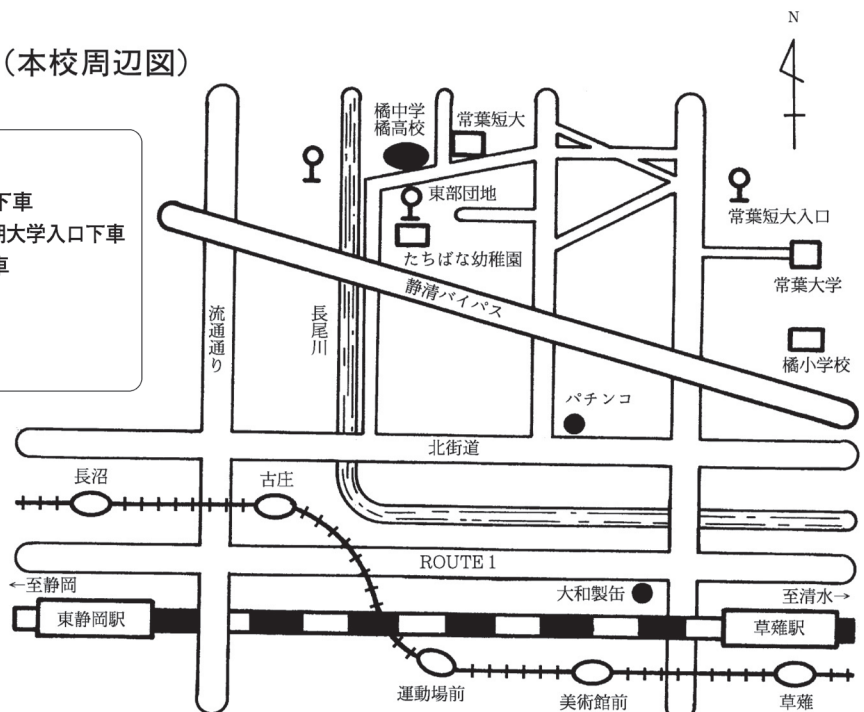 (本校周辺図)
N
下車
期大学入口下車
車
橘中学
橘高校
常葉短大
東部団地
常葉短大入口
たちばな幼稚園
常葉大学
静清バイパス
流通通り
長尾川
橘小学校
パチンコ
北街道
長沼
古庄
ROUTE 1
←至静岡
大和製缶
至清水→
東静岡駅
草薙駅
運動場前
美術館前
草薙